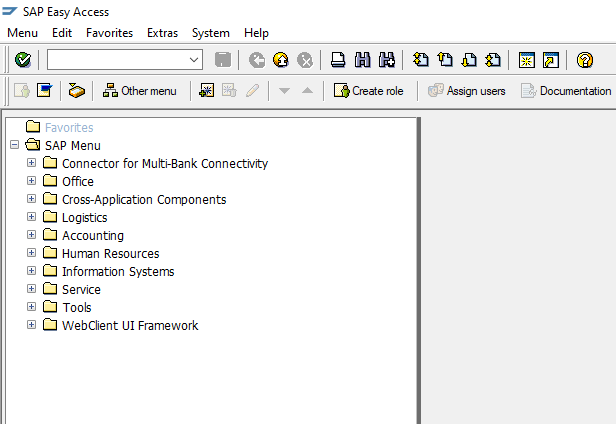 SAP Easy Access
Menu Edit Favorites Extras System Help
Other menu Create role Assign users Documentation
Favorites
SAP Menu
Connector for Multi-Bank Connectivity
Office
Cross-Application Components
Logistics
Accounting
Human Resources
Information Systems
Service
Tools
WebClient UI Framework